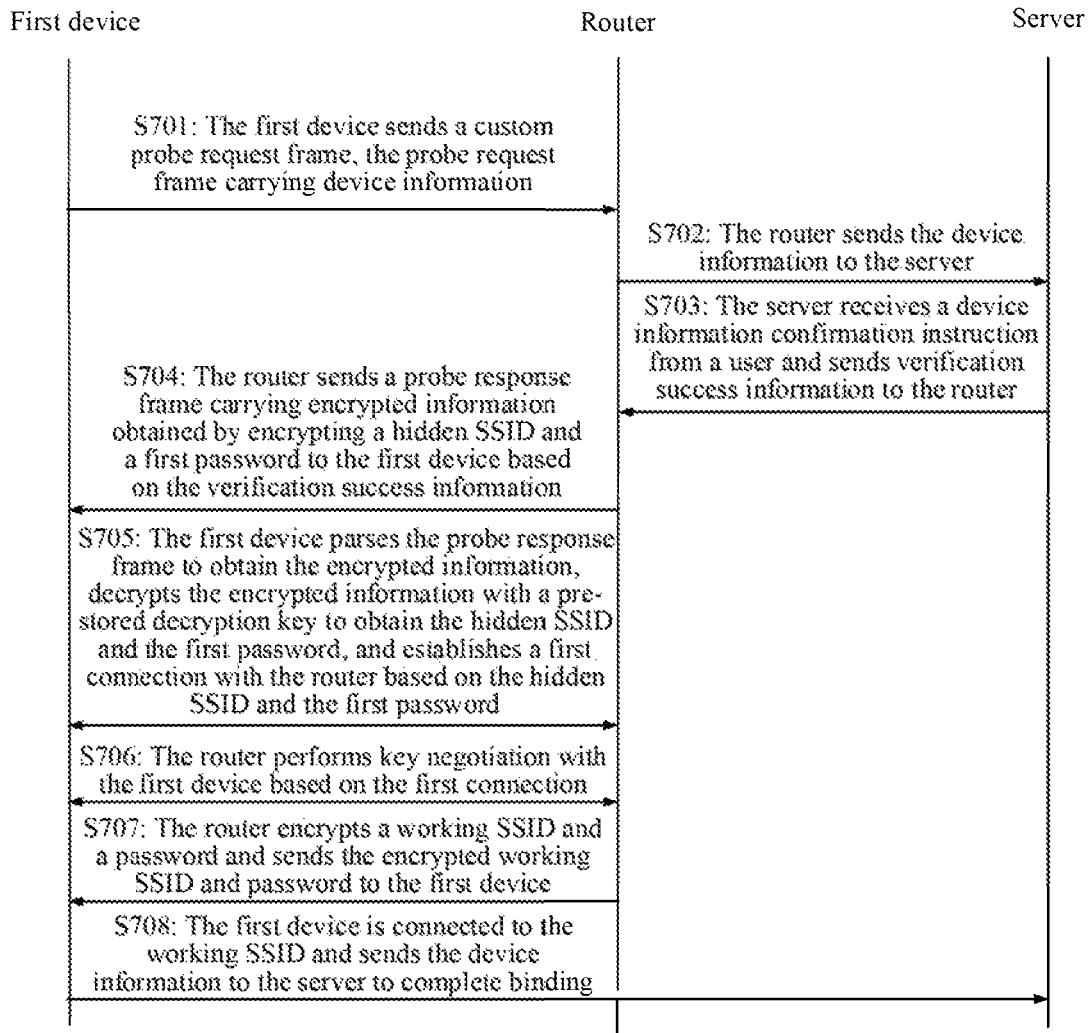 First device
Router
Server
S701: The first device sends a custom
probe request frame, the probe request
frame carrying device information
S702: The router sends the device
information to the server
S703: The server receives a device
information confirmation instruction
from a user and sends verification
success information to the router
S704: The router sends a probe response
frame carrying encrypted information
obtained by encrypting a hidden SSID and
a first password to the first device based
on the verification success information
S705: The first device parses the probe response
frame to obtain the encrypted information,
decrypts the encrypted information with a pre-
stored decryption key to obtain the hidden SSID
and the first password, and establishes a first
connection with the router based on the hidden
SSID and the first password
S706: The router performs key negotiation with
the first device based on the first connection
S707: The router encrypts a working SSID and
a password and sends the encrypted working
SSID and password to the first device
S708: The first device is connected to the
working SSID and sends the device
information to the server to complete binding